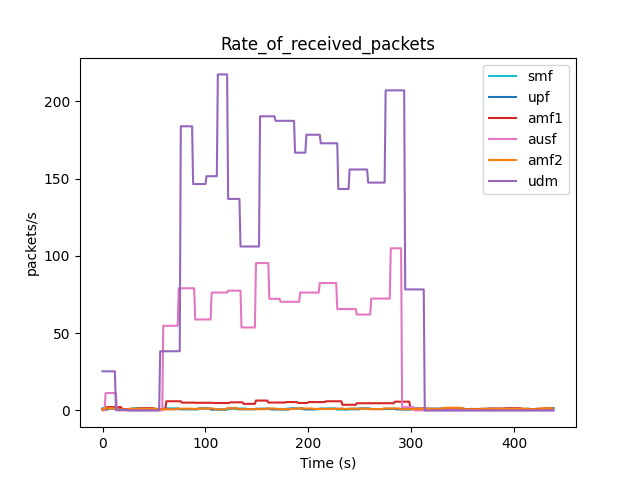 Rate_of_received_packets
packets/s
200
150
100
50
0
0 100 200 300 400
Time (s)
smf
upf
amf1
ausf
amf2
udm